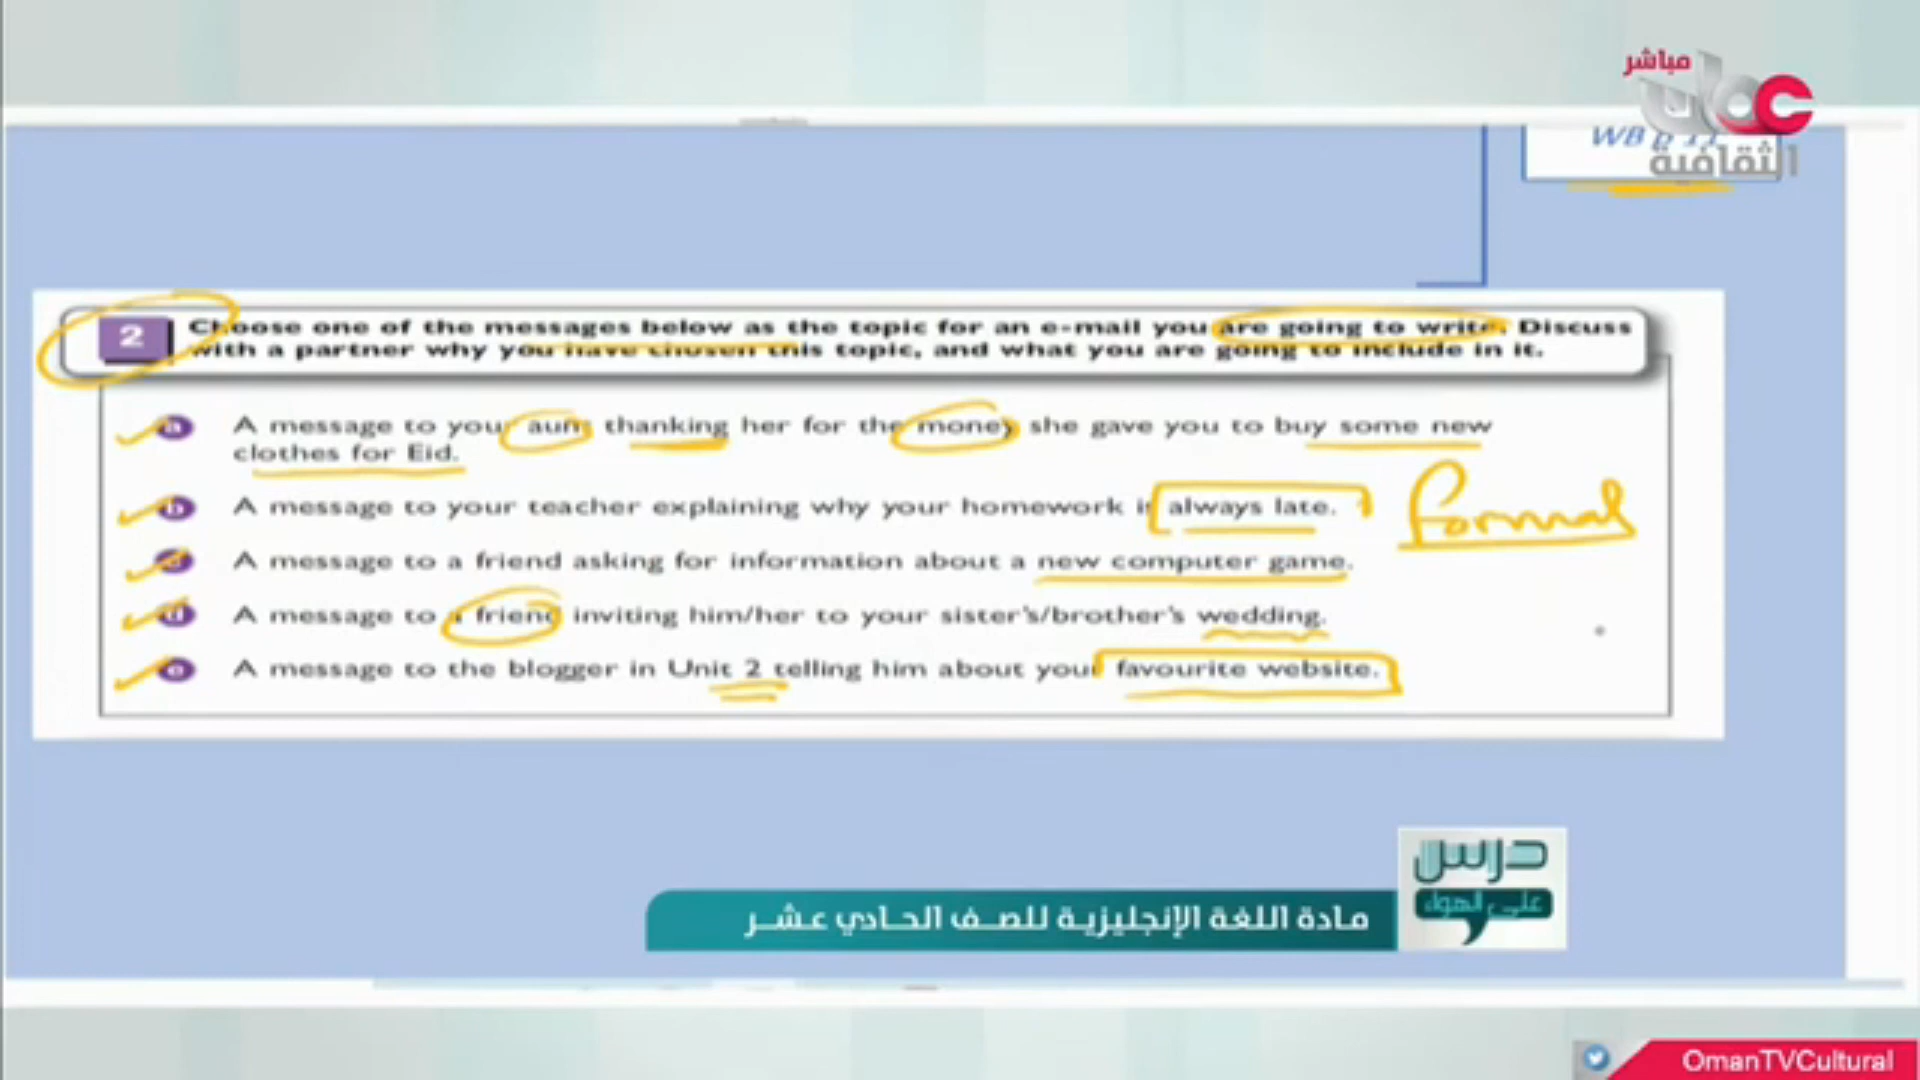 مباشر
عمان
الثقافية
WB p 11
2 Choose one of the messages below as the topic for an e-mail you are going to write. Discuss
with a partner why you have chosen this topic, and what you are going to include in it.
a A message to your aunt thanking her for the money she gave you to buy some new
clothes for Eid.
b A message to your teacher explaining why your homework is always late.
formal
c A message to a friend asking for information about a new computer game.
d A message to a friend inviting him/her to your sister's/brother's wedding.
e A message to the blogger in Unit 2 telling him about your favourite website.
درس
على الهواء
مادة اللغة الإنجليزية للصف الحادي عشر
OmanTVCultural